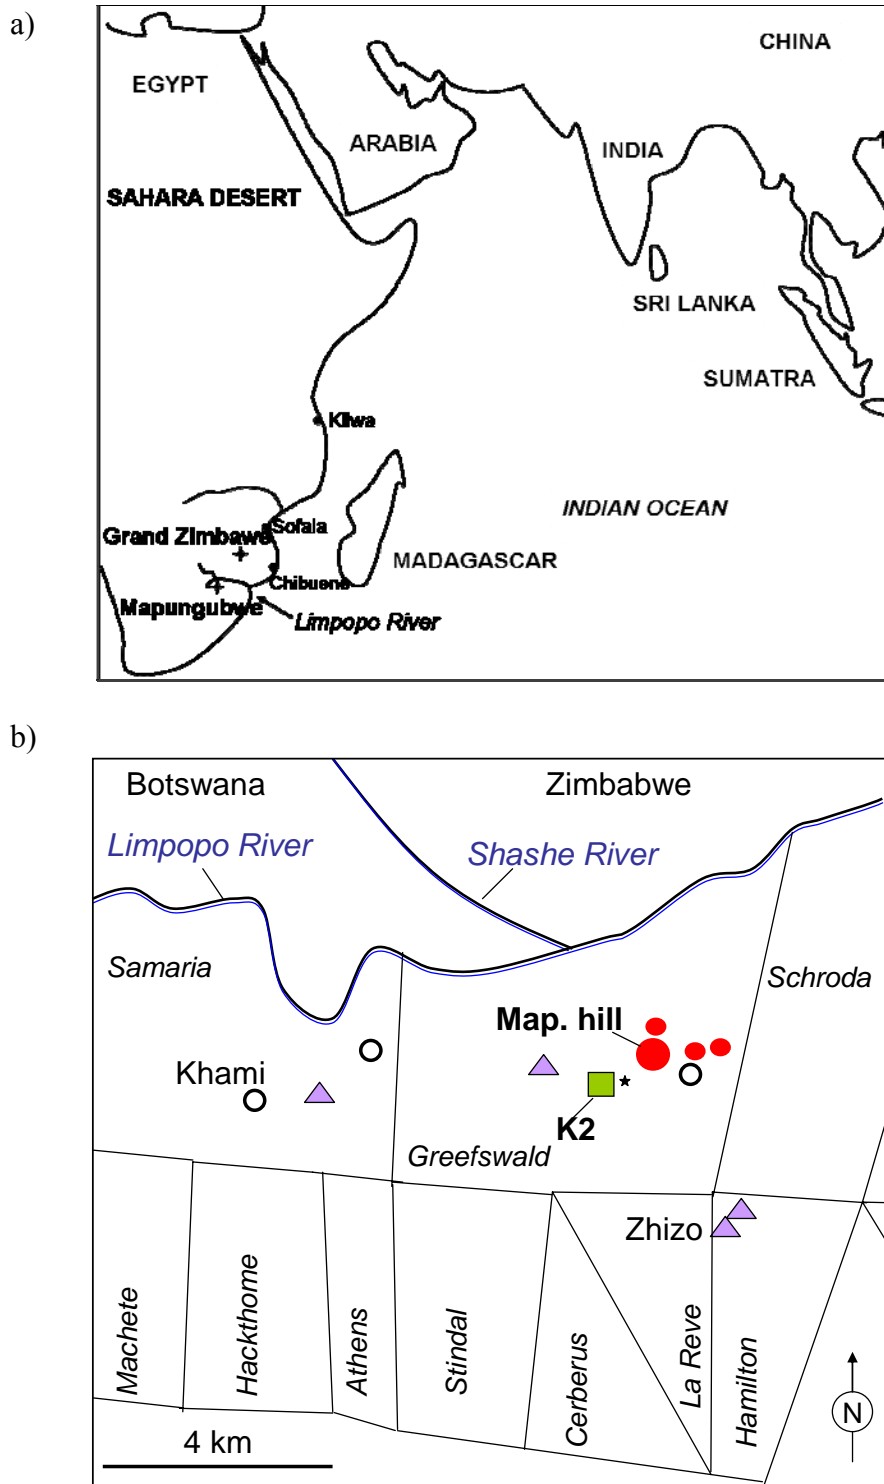 a)
CHINA
EGYPT
ARABIA
INDIA
SAHARA DESERT
SRI LANKA
SUMATRA
Kilwa
INDIAN OCEAN
Sofala
Grand Zimbawe
MADAGASCAR
Chibuene
Mapungubwe
Limpopo River
b)
Botswana
Zimbabwe
Limpopo River
Shashe River
Samaria
Schroda
Map. hill
Khami
K2
Greefswald
Zhizo
Machete
Hackthome
Athens
Stindal
Cerberus
La Reve
Hamilton
N
4 km